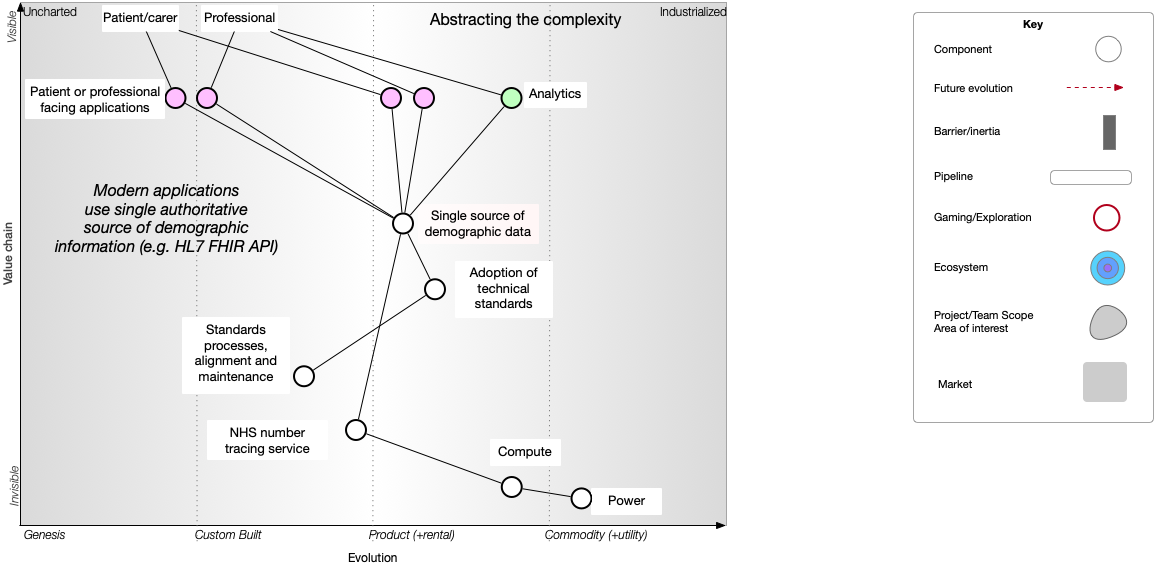 Uncharted
Abstracting the complexity
Industrialized
Visible
Patient/carer
Professional
Patient or professional
facing applications
Analytics
Modern applications
use single authoritative
source of demographic
information (e.g. HL7 FHIR API)
Single source of
demographic data
Value chain
Adoption of
technical
standards
Standards
processes,
alignment and
maintenance
NHS number
tracing service
Compute
Power
Invisible
Genesis
Custom Built
Product (+rental)
Commodity (+utility)
Evolution
Key
Component
Future evolution
Barrier/inertia
Pipeline
Gaming/Exploration
Ecosystem
Project/Team Scope
Area of interest
Market